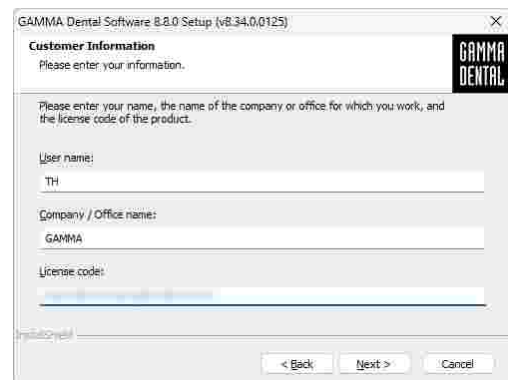 GAMMA Dental Software 8.8.0 Setup (v8.34.0.0125)
Customer Information
Please enter your information.
GAMMA
DENTAL
Please enter your name, the name of the company or office for which you work, and
the license code of the product.
User name:
TH
Company / Office name:
GAMMA
License code:
InstallShield
< Back Next > Cancel